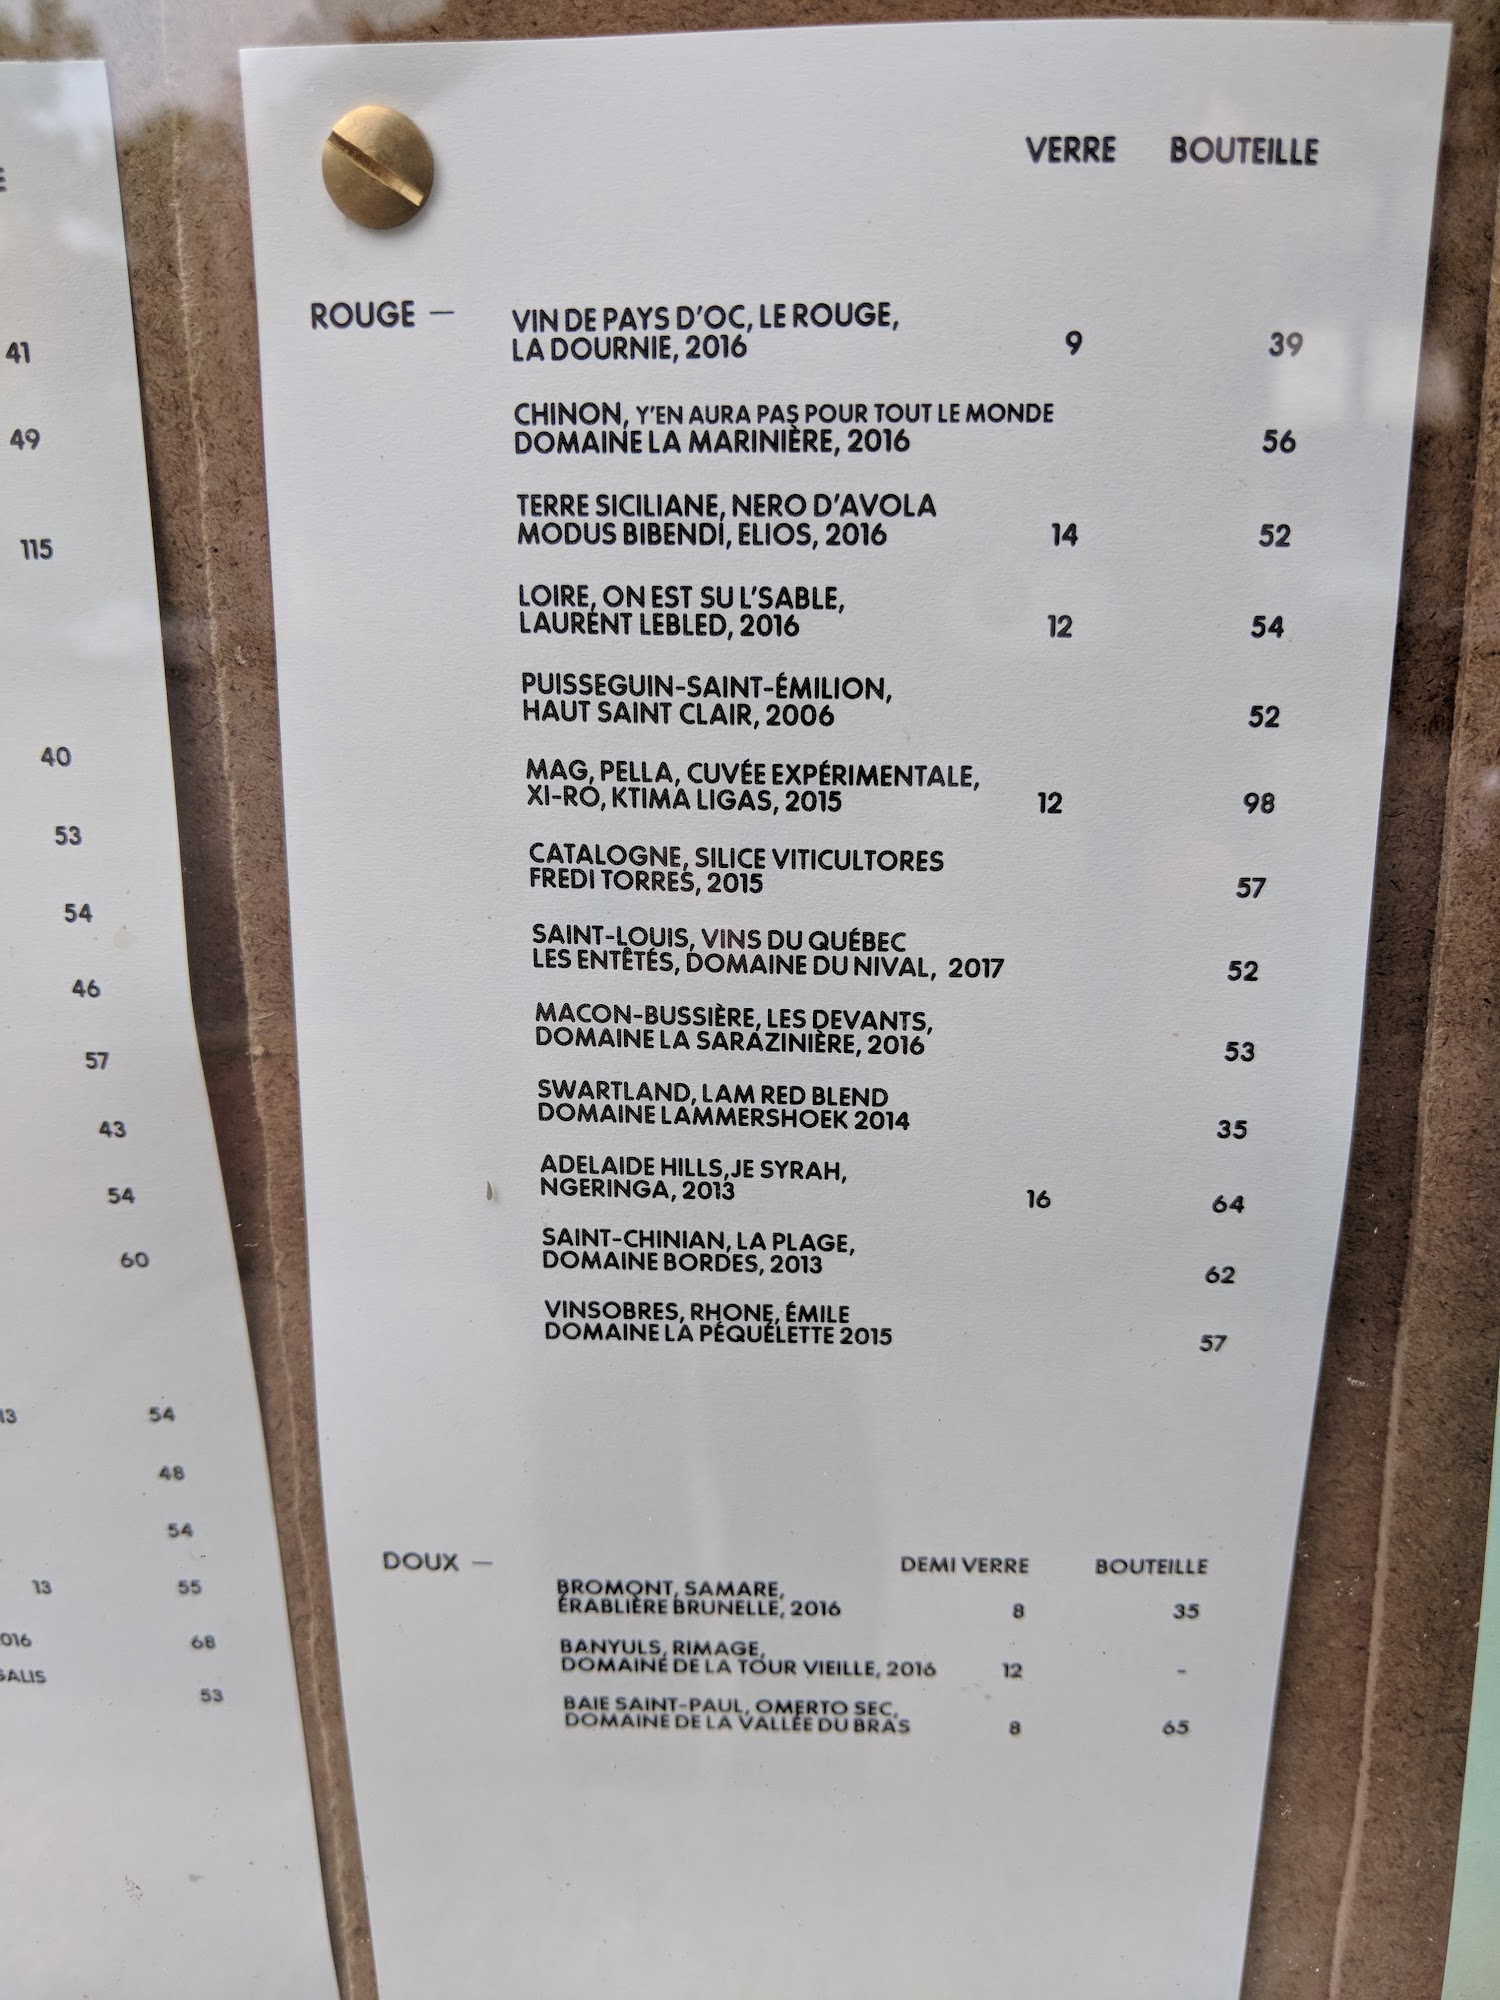 E
41
49
115
40
53
54
46
57
43
54
60
13 54
48
54
13 55
2016 68
53
VERRE BOUTEILLE
ROUGE — VIN DE PAYS D'OC, LE ROUGE,
LA DOURNIE, 2016 9 39
CHINON, Y'EN AURA PAS POUR TOUT LE MONDE
DOMAINE LA MARINIÈRE, 2016 56
TERRE SICILIANE, NERO D'AVOLA
MODUS BIBENDI, ELIOS, 2016 14 52
LOIRE, ON EST SU L'SABLE,
LAURENT LEBLED, 2016 12 54
PUISSEGUIN-SAINT-ÉMILION,
HAUT SAINT CLAIR, 2006 52
MAG, PELLA, CUVÉE EXPÉRIMENTALE,
XI-RO, KTIMA LIGAS, 2015 12 98
CATALOGNE, SILICE VITICULTORES
FREDI TORRES, 2015 57
SAINT-LOUIS, VINS DU QUÉBEC
LES ENTÊTÉS, DOMAINE DU NIVAL, 2017 52
MACON-BUSSIÈRE, LES DEVANTS,
DOMAINE LA SARAZINIÈRE, 2016 53
SWARTLAND, LAM RED BLEND
DOMAINE LAMMERSHOEK 2014 35
ADELAIDE HILLS, JE SYRAH,
NGERINGA, 2013 16 64
SAINT-CHINIAN, LA PLAGE,
DOMAINE BORDES, 2013 62
VINSOBRES, RHONE, ÉMILE
DOMAINE LA PÉQUÉLETTE 2015 57
DOUX — DEMI VERRE BOUTEILLE
BROMONT, SAMARE,
ÉRABLIÈRE BRUNELLE, 2016 8 35
BANYULS, RIMAGE,
DOMAINE DE LA TOUR VIEILLE, 2016 12 -
BAIE SAINT-PAUL, OMERTO SEC,
DOMAINE DE LA VALLÉE DU BRAS 8 65